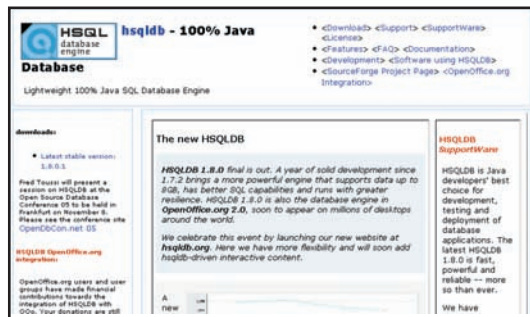 HSQL
database
engine
hsqldb - 100% Java
Database
Lightweight 100% Java SQL Database Engine
• <Download> <Support> <SupportWare>
<License>
• <Features> <FAQ> <Documentation>
• <Development> <Software using HSQLDB>
• <SourceForge Project Page> <OpenOffice.org
Integration>
downloads:
• Latest stable version:
1.8.0.1
Fred Toussi will present a
session on HSQLDB at the
Open Source Database
Conference 05 to be held in
Frankfurt on November 8.
Please see the conference site
OpenDbCon.net 05
HSQLDB OpenOffice.org
integration:
OpenOffice.org users and user
groups have made financial
contributions towards the
integration of HSQLDB with
OOo. Your donations are still
The new HSQLDB
HSQLDB 1.8.0 final is out. A year of solid development since
1.7.2 brings a more powerful engine that supports data up to
8GB, has better SQL capabilities and runs with greater
resilience. HSQLDB 1.8.0 is also the database engine in
OpenOffice.org 2.0, soon to appear on millions of desktops
around the world.
We celebrate this event by launching our new website at
hsqldb.org. Here we have more flexibility and will soon add
hsqldb-driven interactive content.
A
new
HSQLDB
SupportWare
HSQLDB is Java
developers' best
choice for
development,
testing and
deployment of
database
applications. The
latest HSQLDB
1.8.0 is fast,
powerful and
reliable -- more
so than ever.
We have